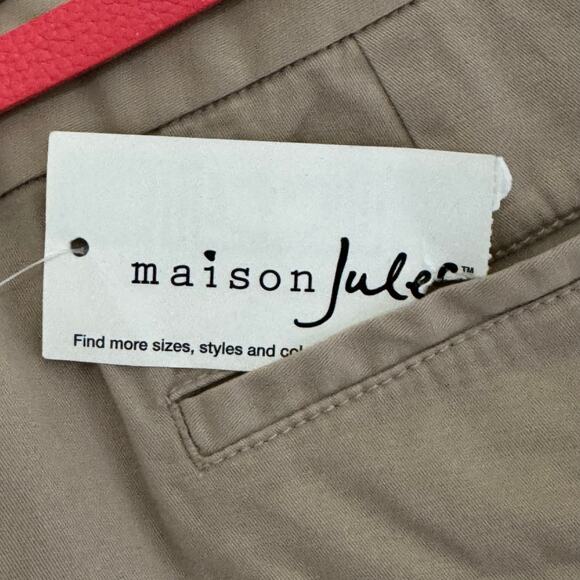 maison Jules™
Find more sizes, styles and